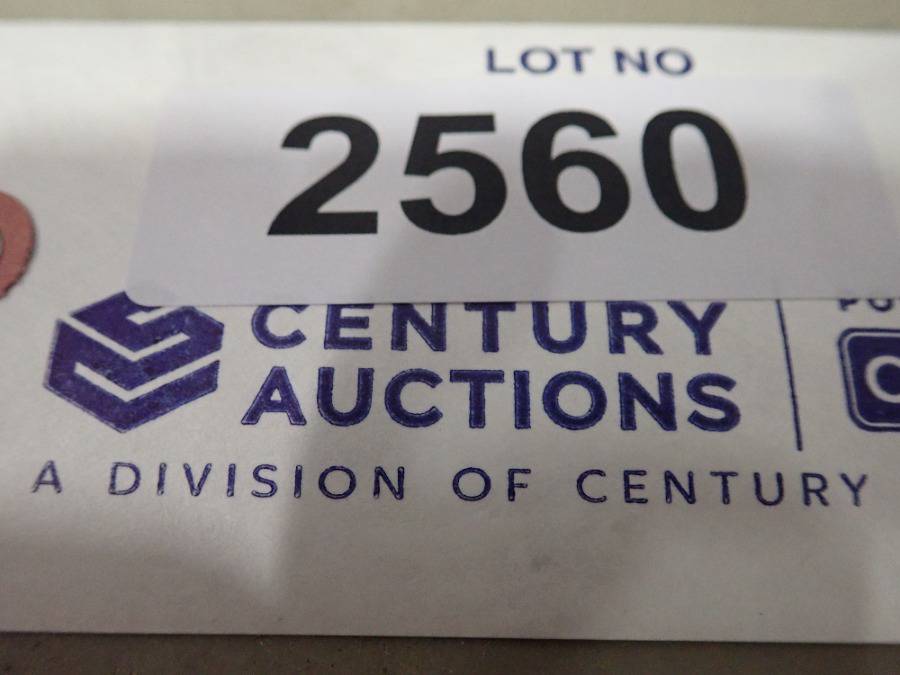 LOT NO
2560
CENTURY
AUCTIONS
A DIVISION OF CENTURY